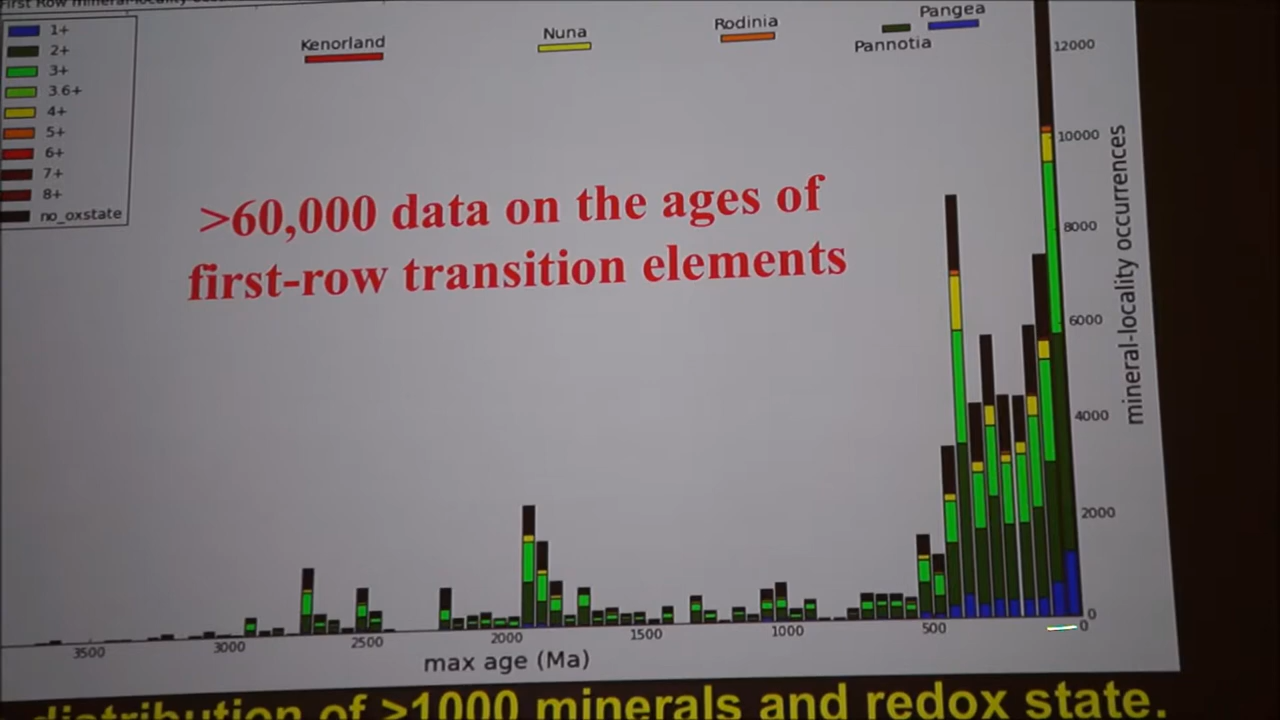 First Row mineral-locality
1+
2+
3+
3.6+
4+
5+
6+
7+
8+
no_oxstate
Kenorland
Nuna
Rodinia
Pannotia
Pangea
>60,000 data on the ages of
first-row transition elements
12000
10000
8000
6000
4000
2000
0
mineral-locality occurrences
3500
3000
2500
2000
1500
1000
500
0
max age (Ma)
distribution of >1000 minerals and redox state.